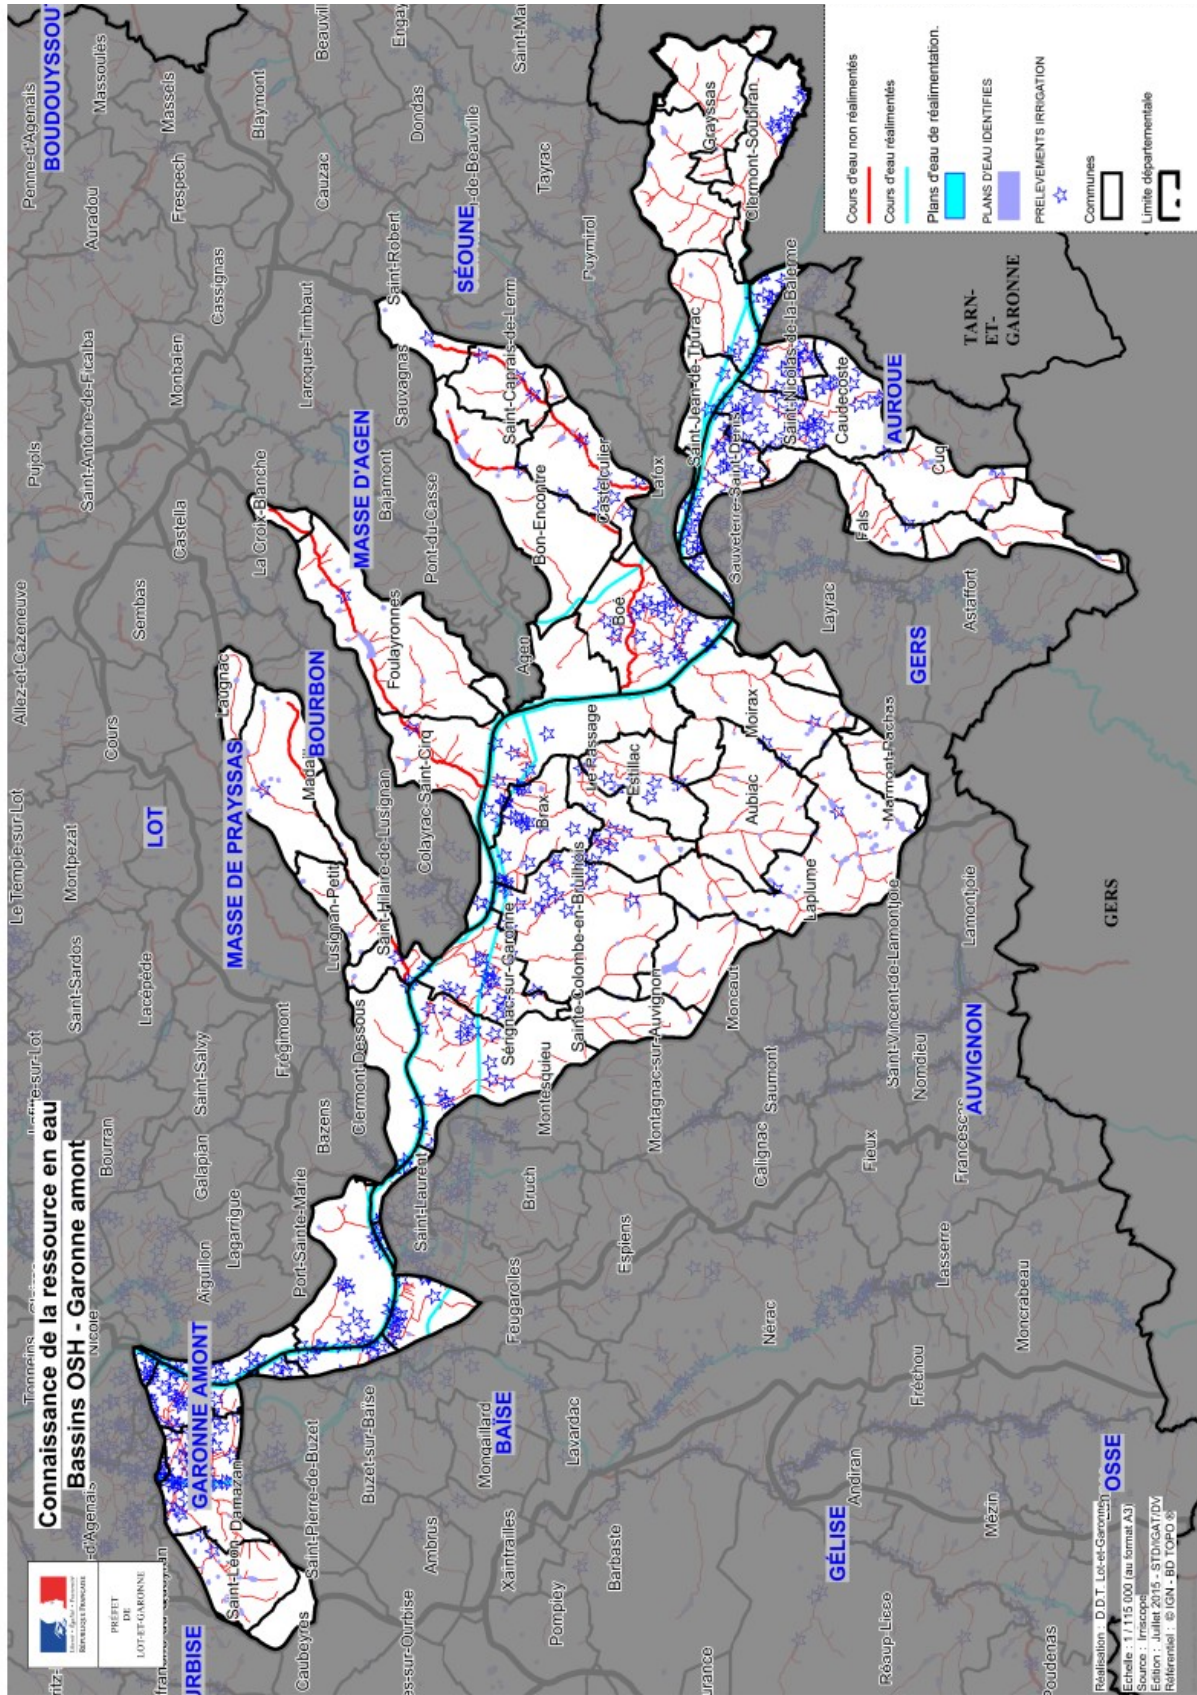 Connaissance de la ressource en eau
Bassins OSH - Garonne amont
RÉPUBLIQUE FRANÇAISE
PRÉFET
DE
LOT-ET-GARONNE
Cours d'eau non réalimentés
Cours d'eau réalimentés
Plans d'eau de réalimentation.
PLANS D'EAU IDENTIFIES
PRELEVEMENTS IRRIGATION
Communes
Limite départementale
BOUDOUYSSOU
SÉOUNE
MASSE D'AGEN
BOURBON
MASSE DE PRAYSSAS
LOT
GARONNE AMONT
AUROUE
GERS
AUVIGNON
BAÏSE
GÉLISE
OSSE
URBISE
TARN-
ET-
GARONNE
GERS
Penne-d'Agenais
Massoulès
Auradou
Massels
Frespech
Blaymont
Cauzac
Beauvil
Engay
Dondas
Saint-Ma
-de-Beauville
Tayrac
Puymirol
Saint-Robert
Cassignas
Laroque-Timbaut
Monbalen
Saint-Antoine-de-Ficalba
Pujols
Sauvagnas
Saint-Caprais-de-Lerm
Castella
La Croix-Blanche
Bajamont
Pont-du-Casse
Bon-Encontre
Castelculier
Lafox
Saint-Jean-de-Thurac
Clermont-Soubiran
Grayssas
Saint-Nicolas-de-la-Balerme
Caudecoste
Sauveterre-Saint-Denis
Cuq
Fals
Astaffort
Layrac
Boé
Agen
Foulayronnes
Sembas
Allez-et-Cazeneuve
Cours
Laugnac
Colayrac-Saint-Cirq
Saint-Hilaire-de-Lusignan
Lusignan-Petit
Le Passage
Estillac
Brax
Moirax
Aubiac
Marmont-Pachas
Laplume
Sainte-Colombe-en-Bruilhois
Sérignac-sur-Garonne
Montesquieu
Montagnac-sur-Auvignon
Moncaut
Lamontjoie
Saint-Vincent-de-Lamontjoie
Nomdieu
Saumont
Calignac
Fieux
Francescas
Lasserre
Moncrabeau
Espiens
Bruch
Saint-Laurent
Feugarolles
Nérac
Fréchou
Andiran
Mézin
Lavardac
Mongaillard
Buzet-sur-Baïse
Saint-Pierre-de-Buzet
Damazan
Saint-Léon
Caubeyres
Ambrus
Xaintrailles
Pompiey
Barbaste
Réaup-Lisse
Poudenas
Le Temple-sur-Lot
Montpezat
Saint-Sardos
Lacépède
Saint-Salvy
Frégimont
Bazens
Clermont-Dessous
Port-Sainte-Marie
Galapian
Lagarrigue
Aiguillon
Bourran
Nicole
Réalisation : D.D.T. Lot-et-Garonne
Echelle : 1 / 115 000 (au format A3)
Source : Irriscope
Edition : Juillet 2015 - STD/IGAT/DV
Référentiel : © IGN - BD TOPO ®